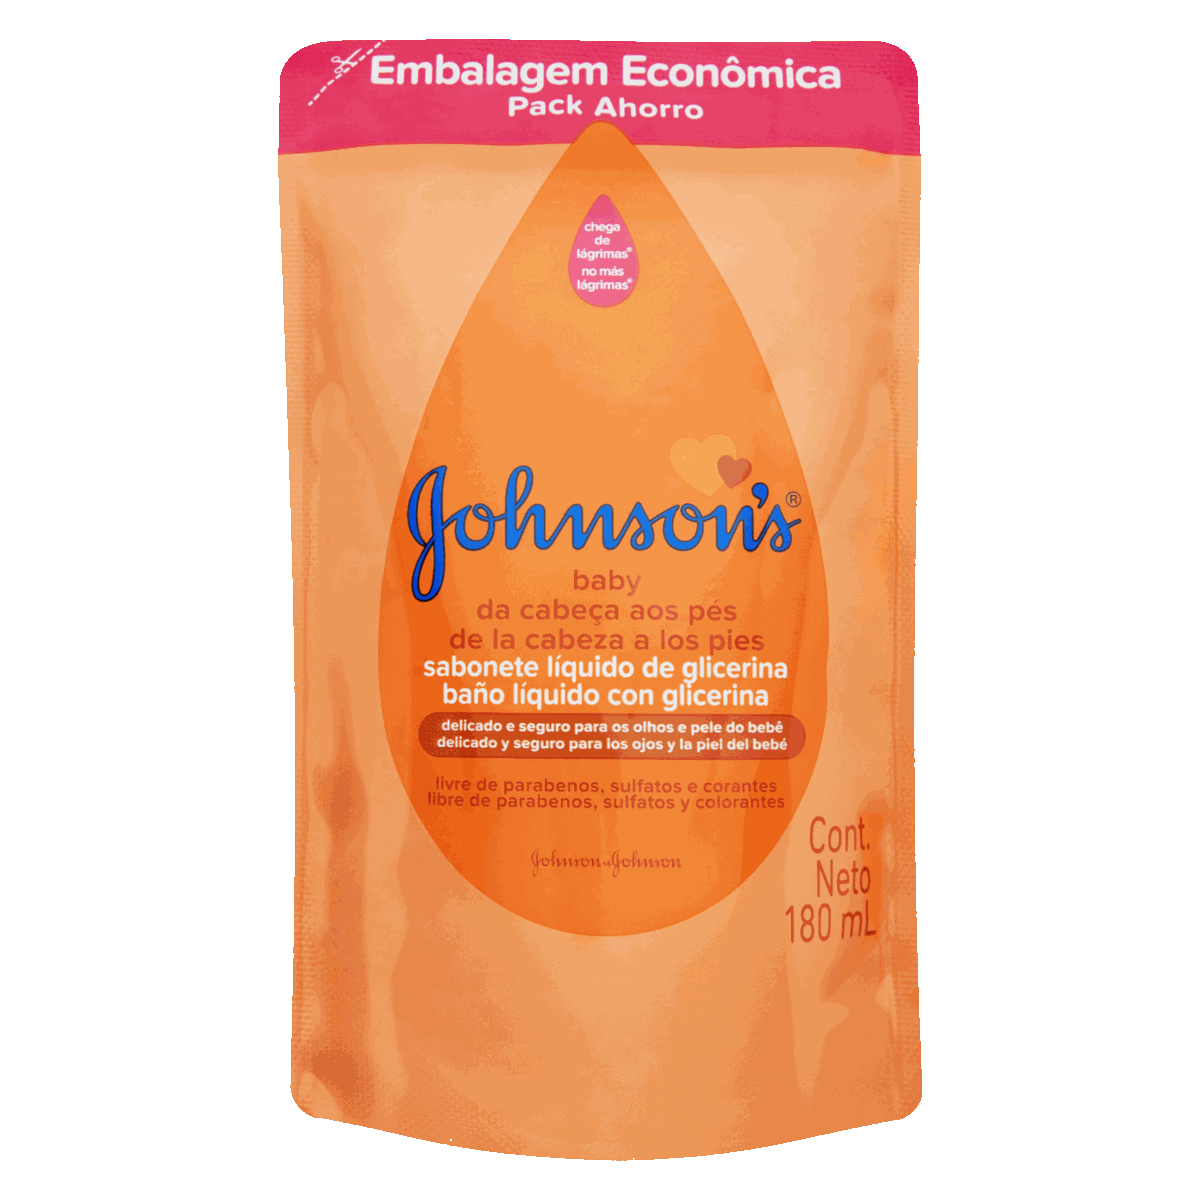 Embalagem Econômica
Pack Ahorro
chega
de
lágrimas®
no más
lágrimas®
Johnson's®
baby
da cabeça aos pés
de la cabeza a los pies
sabonete líquido de glicerina
baño líquido con glicerina
delicado e seguro para os olhos e pele do bebê
delicado y seguro para los ojos y la piel del bebé
livre de parabenos, sulfatos e corantes
libre de parabenos, sulfatos y colorantes
Johnson & Johnson
Cont.
Neto
180 mL